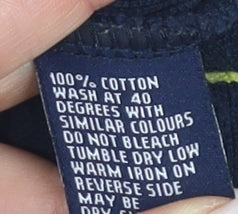 100% COTTON
WASH AT 40
DEGREES WITH
SIMILAR COLOURS
DO NOT BLEACH
TUMBLE DRY LOW
WARM IRON ON
REVERSE SIDE
MAY BE